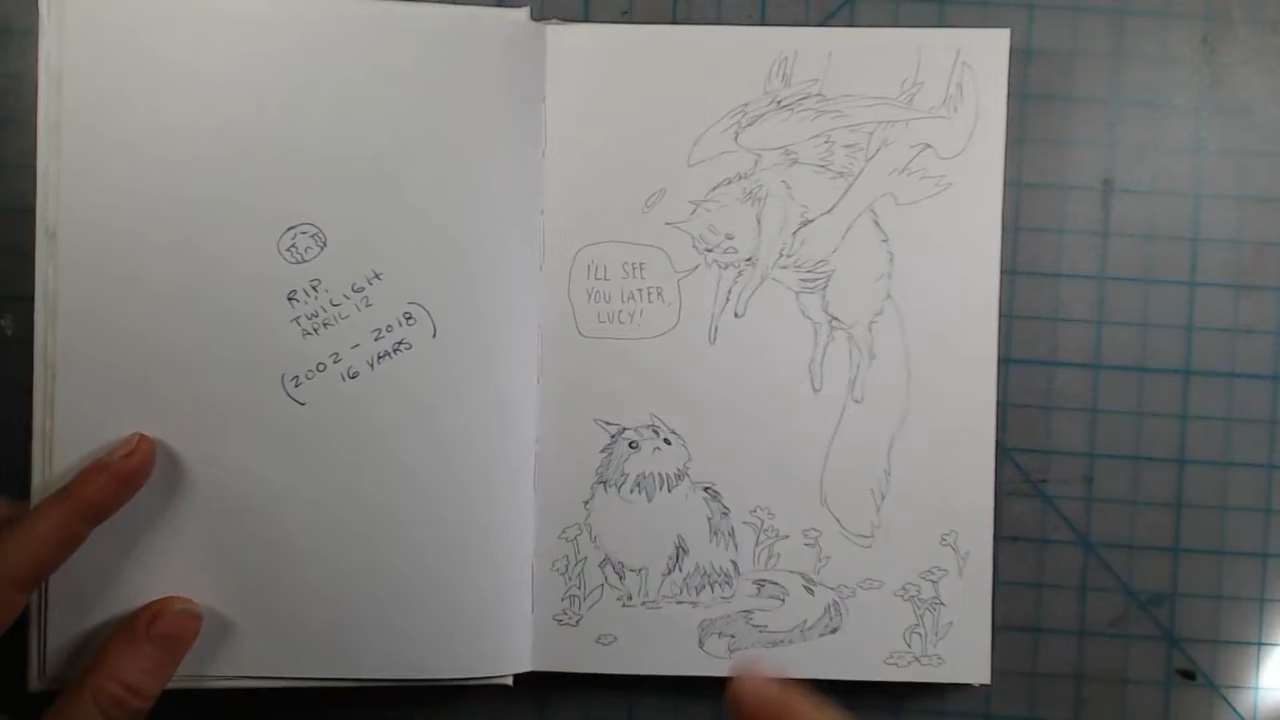 R.I.P.
TWILIGH
APRIL 12
(2002 - 2018)
16 YEARS
I'LL SEE
YOU LATER,
LUCY!